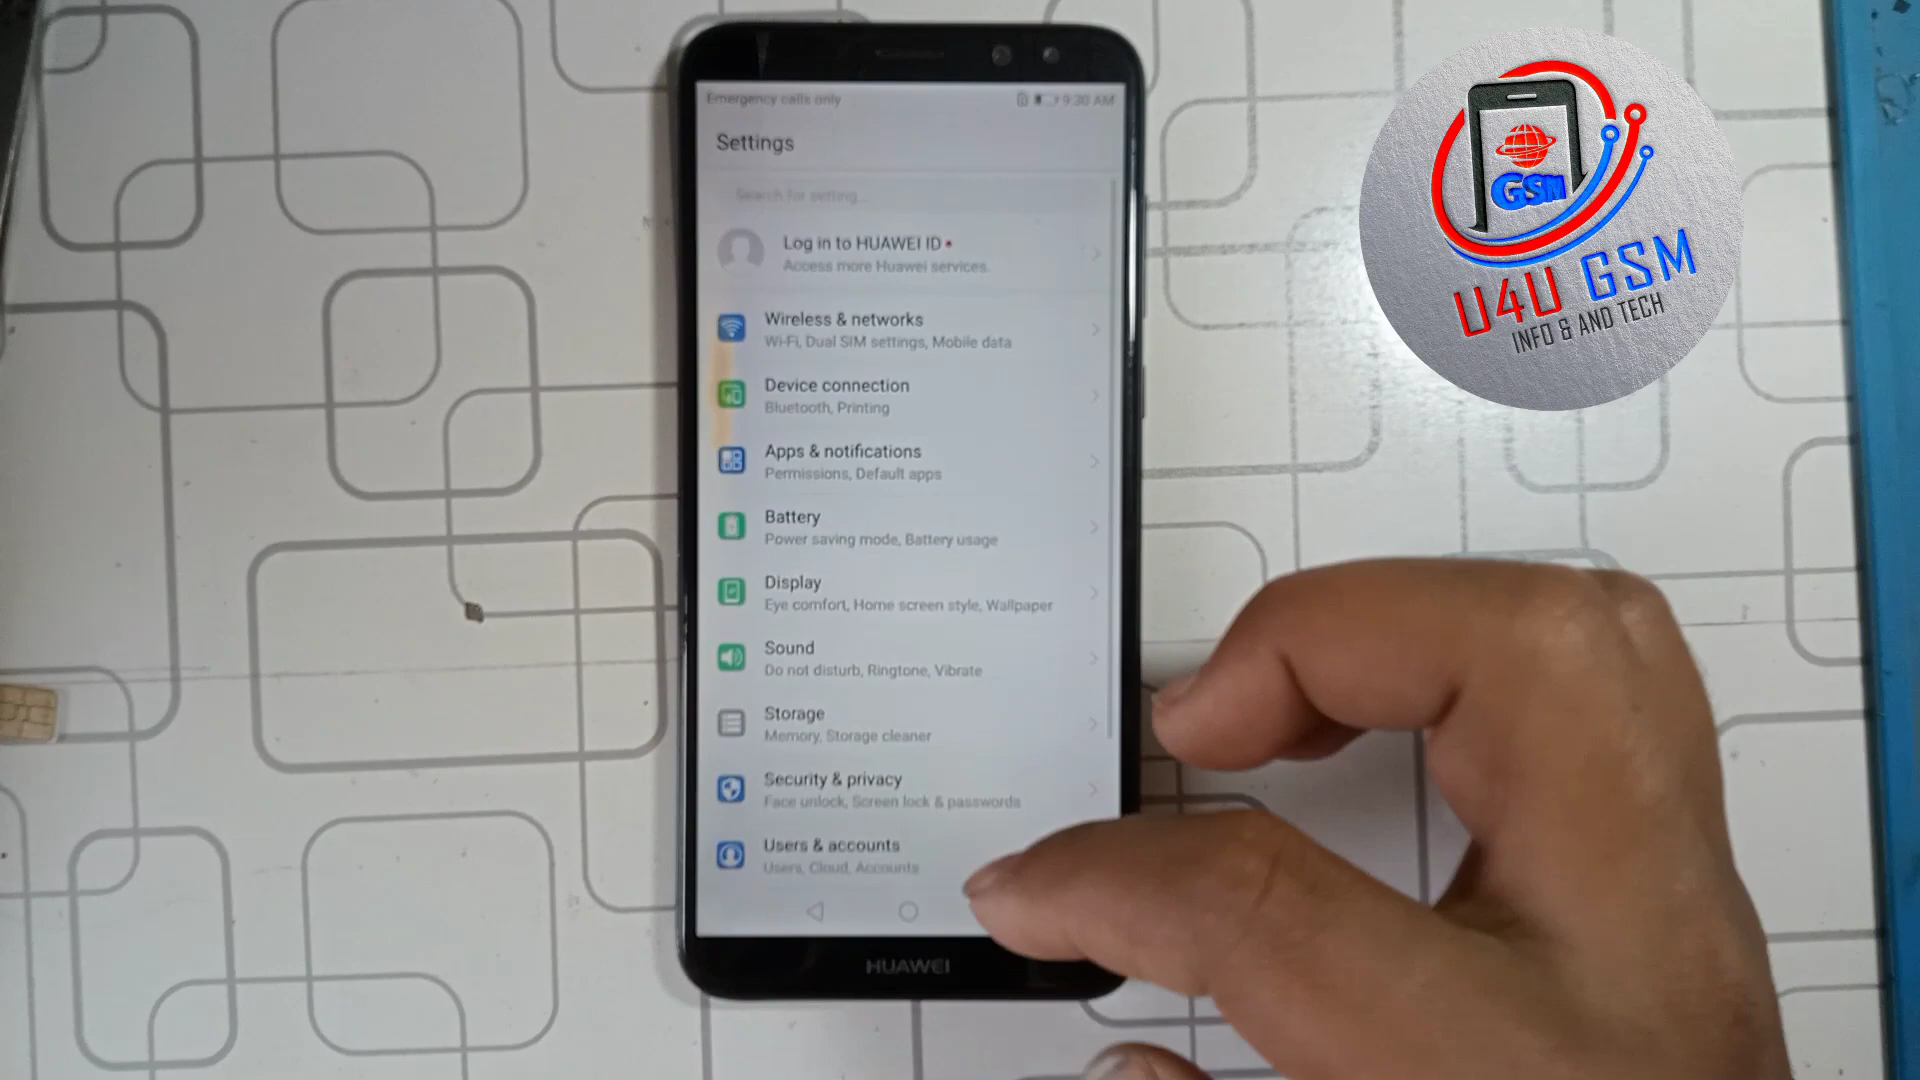 Emergency calls only
9:30 AM
Settings
Search for setting...
Log in to HUAWEI ID
Access more Huawei services.
Wireless & networks
Wi-Fi, Dual SIM settings, Mobile data
Device connection
Bluetooth, Printing
Apps & notifications
Permissions, Default apps
Battery
Power saving mode, Battery usage
Display
Eye comfort, Home screen style, Wallpaper
Sound
Do not disturb, Ringtone, Vibrate
Storage
Memory, Storage cleaner
Security & privacy
Face unlock, Screen lock & passwords
Users & accounts
Users, Cloud, Accounts
HUAWEI
GSM
U4U GSM
INFO & AND TECH